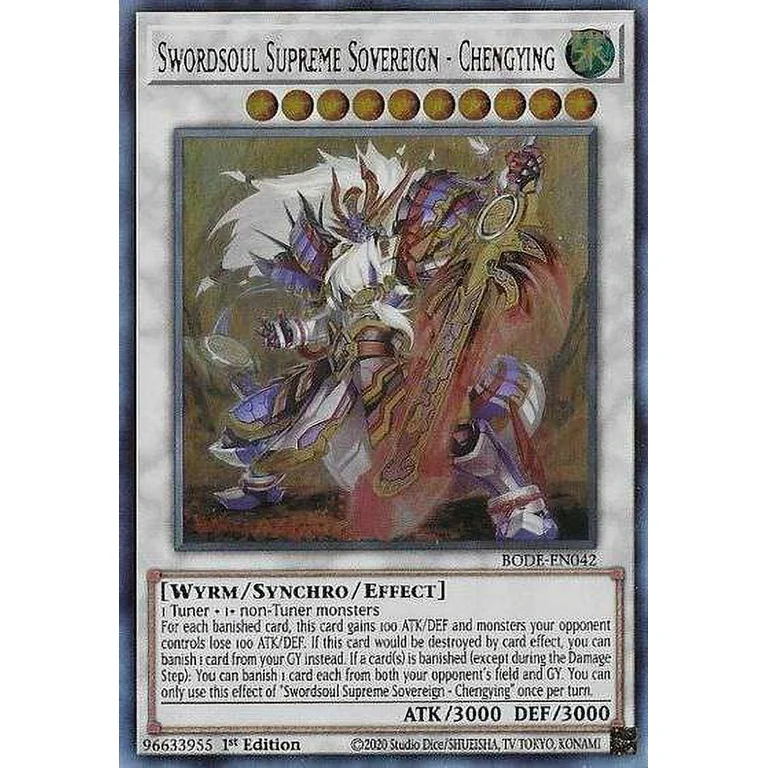 SWORDSOUL SUPREME SOVEREIGN - CHENGYING
BODE-EN042
[WYRM/SYNCHRO/EFFECT]
1 Tuner + 1+ non-Tuner monsters
For each banished card, this card gains 100 ATK/DEF and monsters your opponent
controls lose 100 ATK/DEF. If this card would be destroyed by card effect, you can
banish 1 card from your GY instead. If a card(s) is banished (except during the Damage
Step): You can banish 1 card each from both your opponent's field and GY. You can
only use this effect of "Swordsoul Supreme Sovereign - Chengying" once per turn.
ATK/3000 DEF/3000
96633955 1st Edition ©2020 Studio Dice/SHUEISHA, TV TOKYO, KONAMI